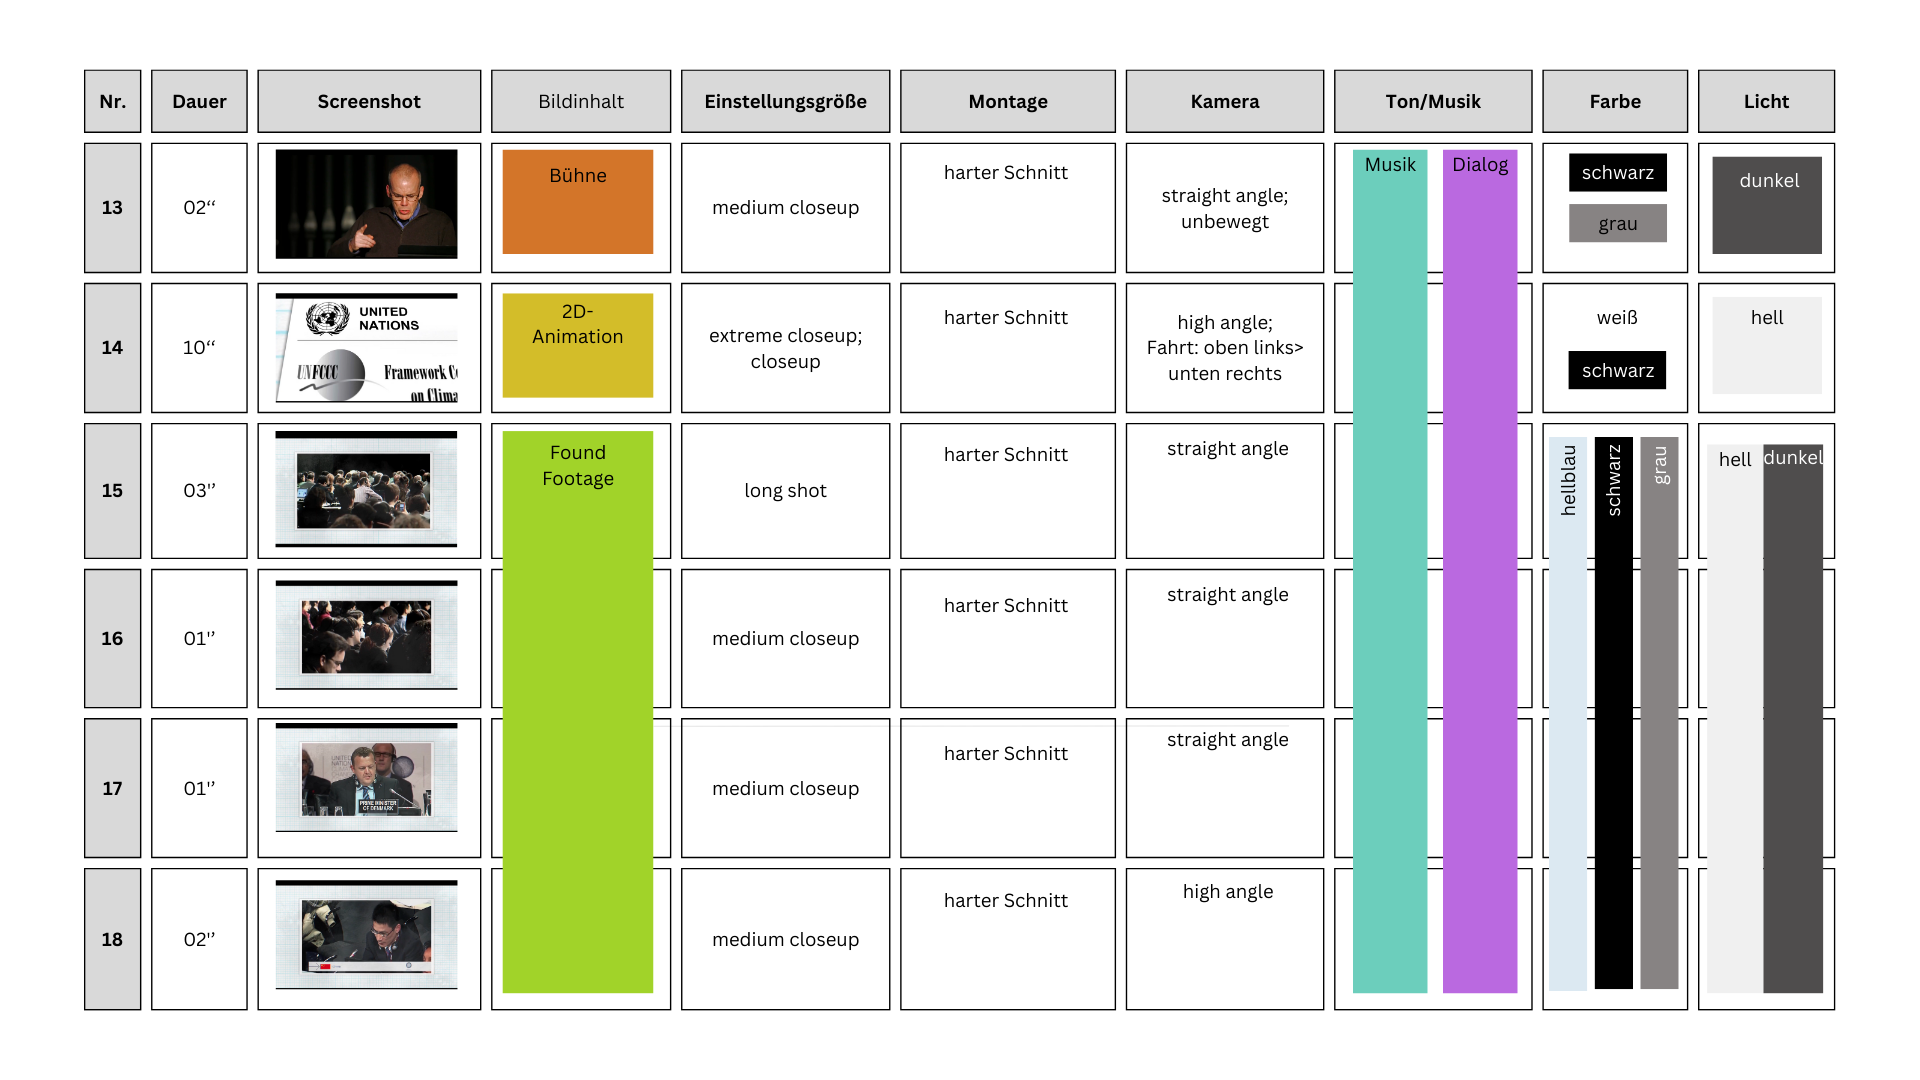 Nr.
Dauer
Screenshot
Bildinhalt
Einstellungsgröße
Montage
Kamera
Ton/Musik
Farbe
Licht
13
02“
Bühne
medium closeup
harter Schnitt
straight angle;
unbewegt
Musik
Dialog
schwarz
grau
dunkel
14
10“
UNITED
NATIONS
UNFCCC
Framework
on Clima
2D-
Animation
extreme closeup;
closeup
harter Schnitt
high angle;
Fahrt: oben links>
unten rechts
weiß
schwarz
hell
15
03"
Found
Footage
long shot
harter Schnitt
straight angle
hellblau
schwarz
grau
hell
dunkel
16
01"
medium closeup
harter Schnitt
straight angle
17
01"
PRIME MINISTER
OF DENMARK
medium closeup
harter Schnitt
straight angle
18
02"
medium closeup
harter Schnitt
high angle